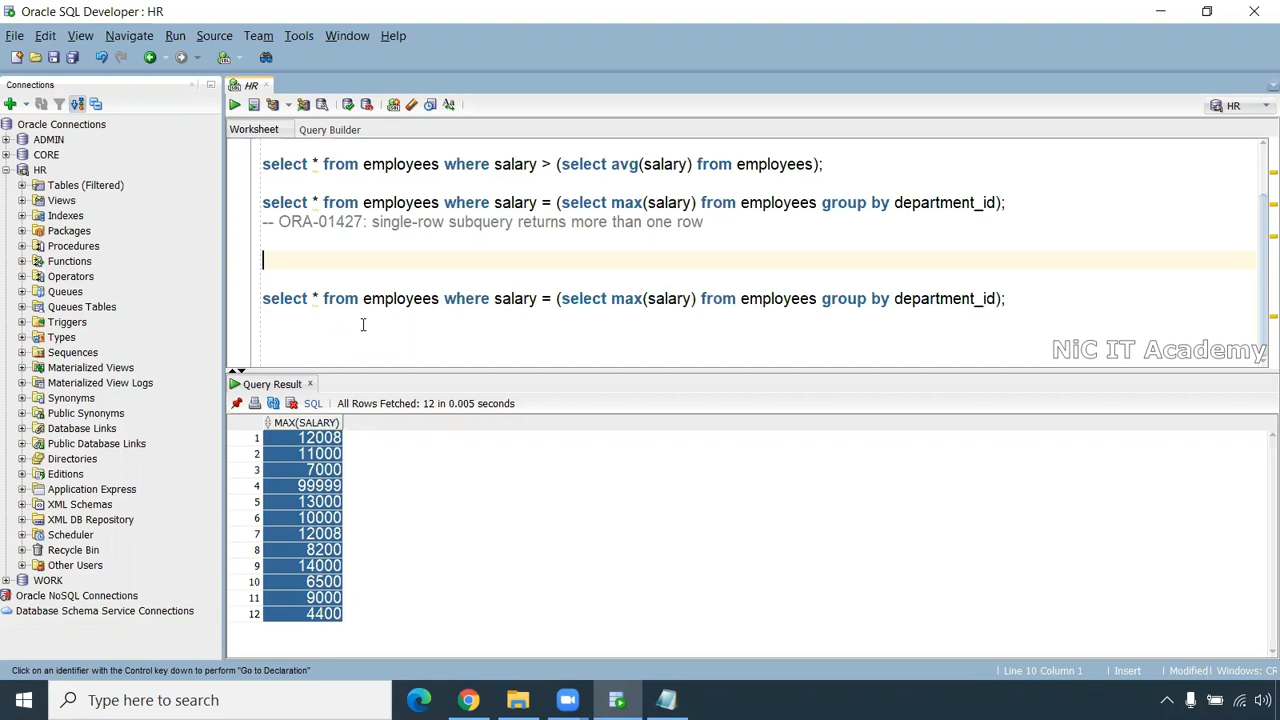 Oracle SQL Developer : HR
File Edit View Navigate Run Source Team Tools Window Help
Connections
HR
HR
Worksheet Query Builder
Oracle Connections
ADMIN
CORE
HR
Tables (Filtered)
Views
Indexes
Packages
Procedures
Functions
Operators
Queues
Queues Tables
Triggers
Types
Sequences
Materialized Views
Materialized View Logs
Synonyms
Public Synonyms
Database Links
Public Database Links
Directories
Editions
Application Express
XML Schemas
XML DB Repository
Scheduler
Recycle Bin
Other Users
WORK
Oracle NoSQL Connections
Database Schema Service Connections
select * from employees where salary > (select avg(salary) from employees);
select * from employees where salary = (select max(salary) from employees group by department_id);
-- ORA-01427: single-row subquery returns more than one row
select * from employees where salary = (select max(salary) from employees group by department_id);
NiC IT Academy
Query Result
SQL All Rows Fetched: 12 in 0.005 seconds
MAX(SALARY)
1 12008
2 11000
3 7000
4 99999
5 13000
6 10000
7 12008
8 8200
9 14000
10 6500
11 9000
12 4400
Click on an identifier with the Control key down to perform "Go to Declaration"
Line 10 Column 1 Insert Modified Windows: CR
Type here to search